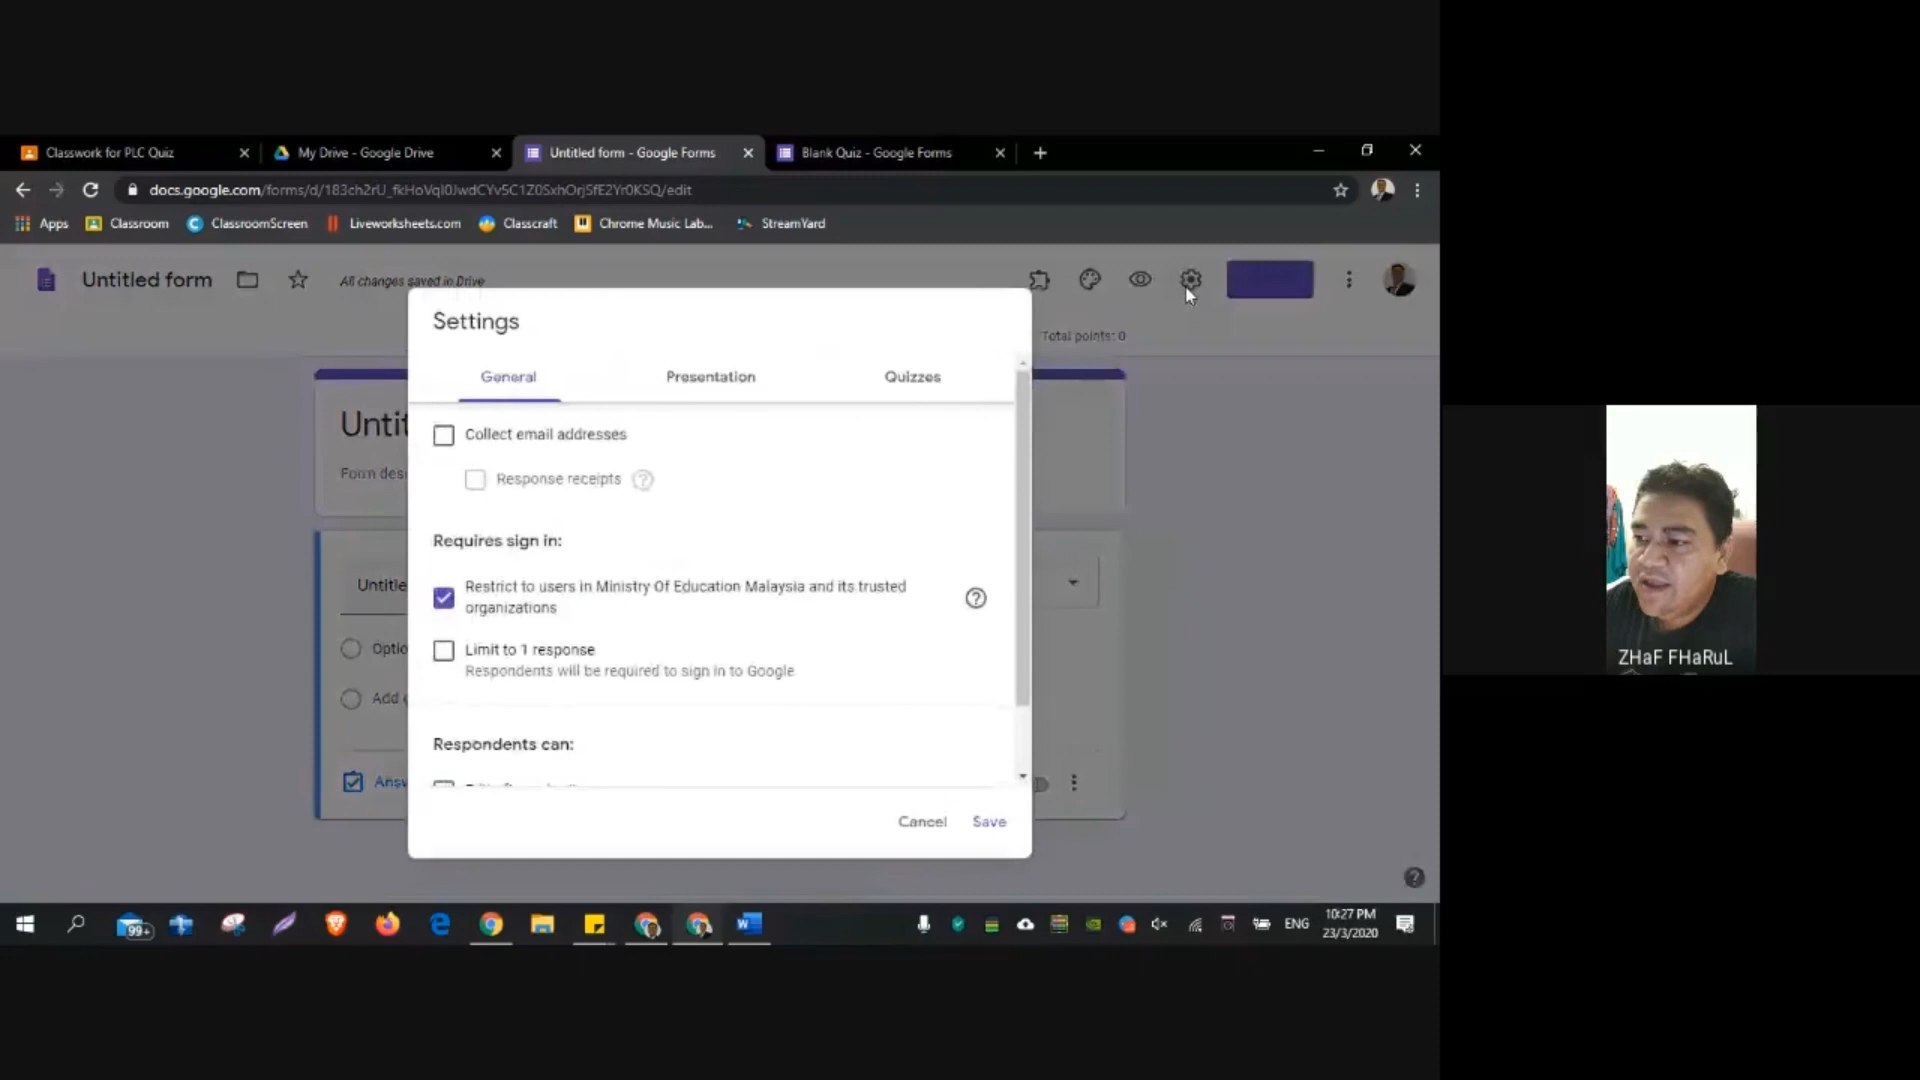 Classwork for PLC Quiz
My Drive - Google Drive
Untitled form - Google Forms
Blank Quiz - Google Forms
docs.google.com/forms/d/183ch2rU_fkHoVqI0JwdCYv5C1Z0SxhOrjSfE2Yr0KSQ/edit
Apps
Classroom
ClassroomScreen
Liveworksheets.com
Classcraft
Chrome Music Lab...
StreamYard
Untitled form
All changes saved in Drive
Total points: 0
Settings
General
Presentation
Quizzes
Collect email addresses
Response receipts
Requires sign in:
Restrict to users in Ministry Of Education Malaysia and its trusted
organizations
Limit to 1 response
Respondents will be required to sign in to Google
Respondents can:
Cancel
Save
ZHaF FHaRuL
99+
ENG
10:27 PM
23/3/2020